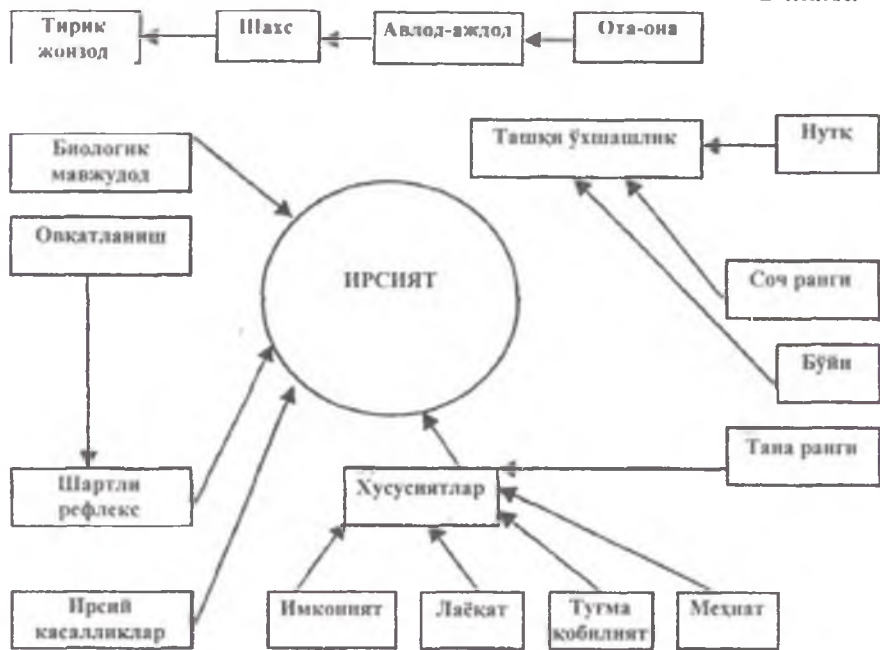 Тирик
жонзод
Шахс
Авлод-аждод
Ота-она
Биологик
мавжудод
Ташқи ўхшашлик
Нутқ
Овқатланиш
ИРСИЯТ
Соч ранги
Бўйи
Тана ранги
Шартли
рефлекс
Хусусиятлар
Ирсий
касалликлар
Имконият
Лаёқат
Туғма
қобилият
Меҳнат